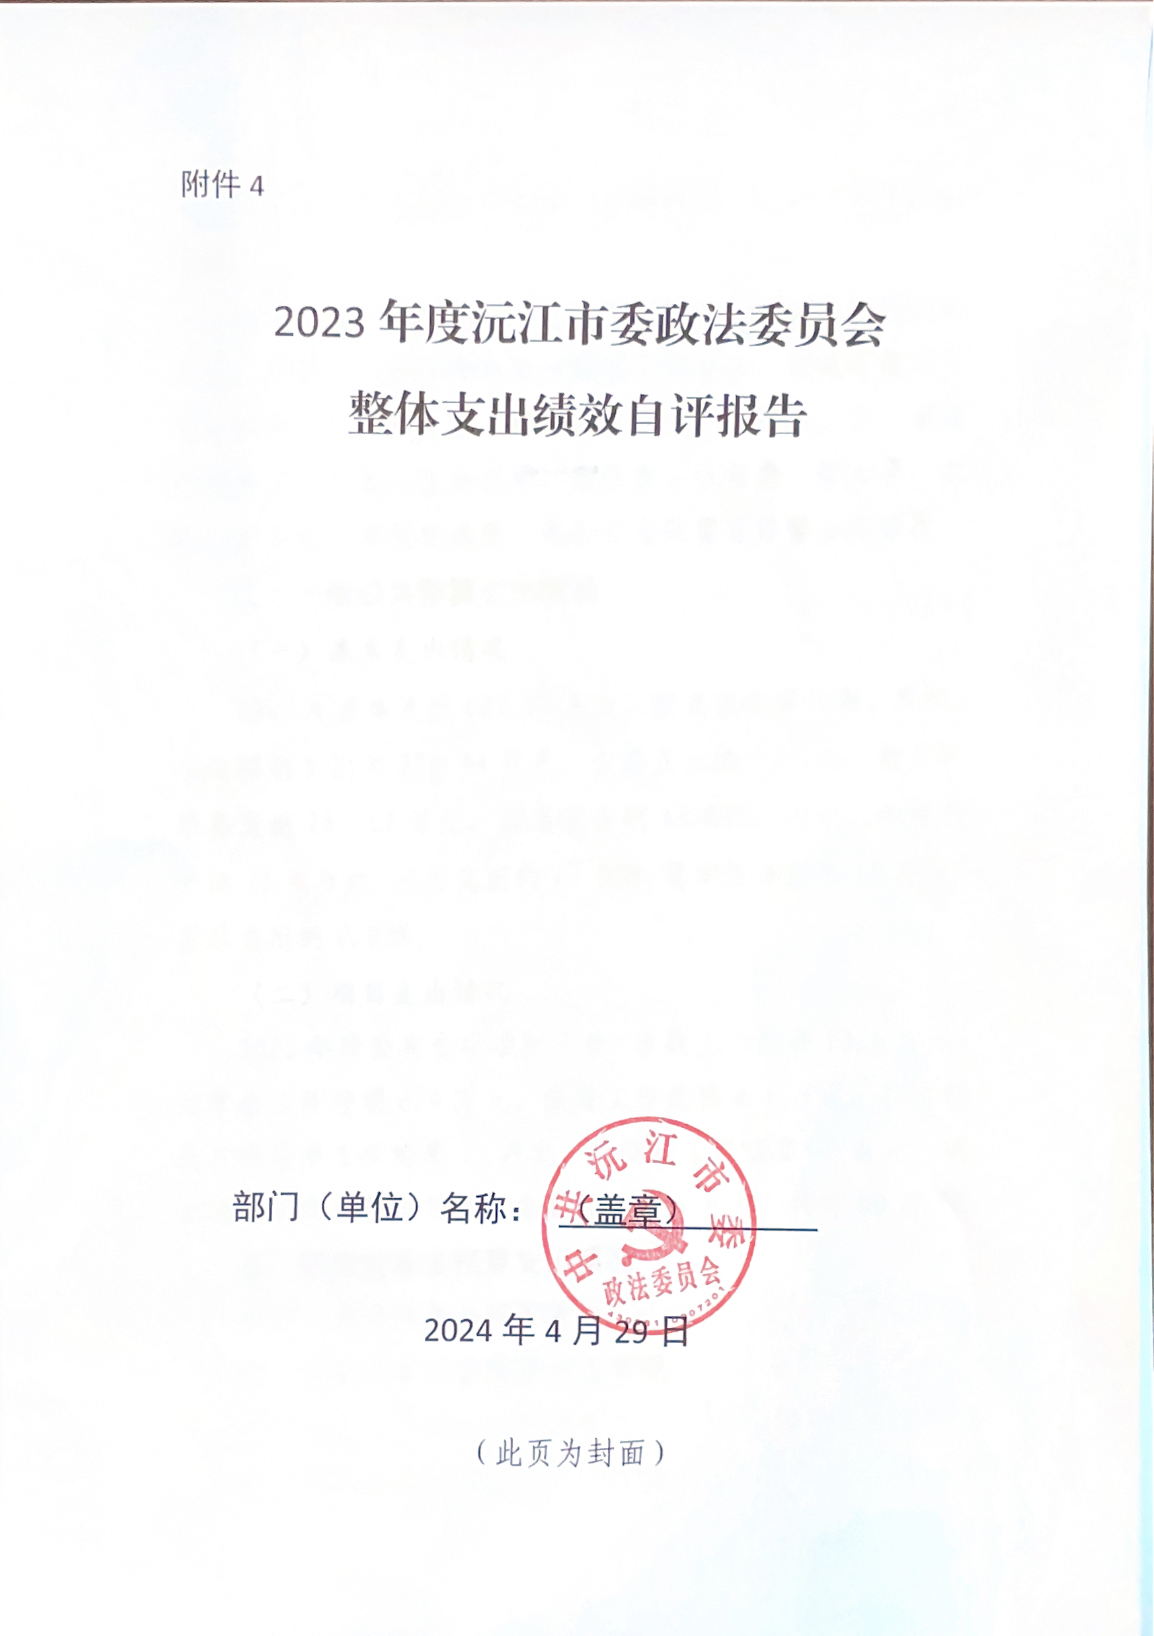 附件 4
2023 年度沅江市委政法委员会
整体支出绩效自评报告
部门（单位）名称： （盖章）
中共沅江市委
政法委员会
2024 年 4 月 29 日
（此页为封面）